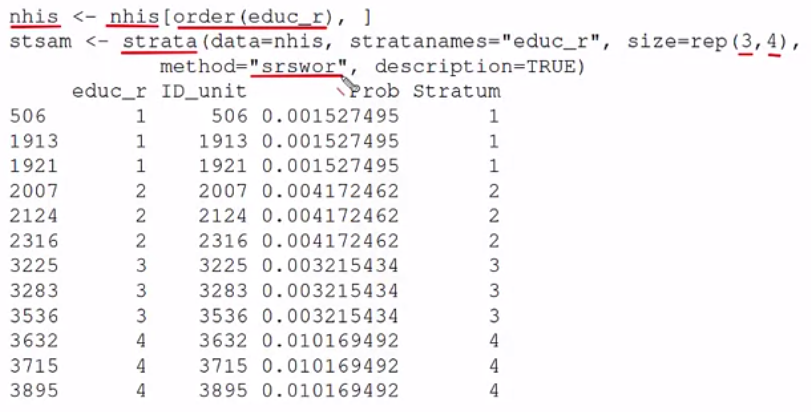 nhis <- nhis[order(educ_r), ]
stsam <- strata(data=nhis, stratanames="educ_r", size=rep(3,4),
method="srswor", description=TRUE)
educ_r ID_unit Prob Stratum
506 1 506 0.001527495 1
1913 1 1913 0.001527495 1
1921 1 1921 0.001527495 1
2007 2 2007 0.004172462 2
2124 2 2124 0.004172462 2
2316 2 2316 0.004172462 2
3225 3 3225 0.003215434 3
3283 3 3283 0.003215434 3
3536 3 3536 0.003215434 3
3632 4 3632 0.010169492 4
3715 4 3715 0.010169492 4
3895 4 3895 0.010169492 4